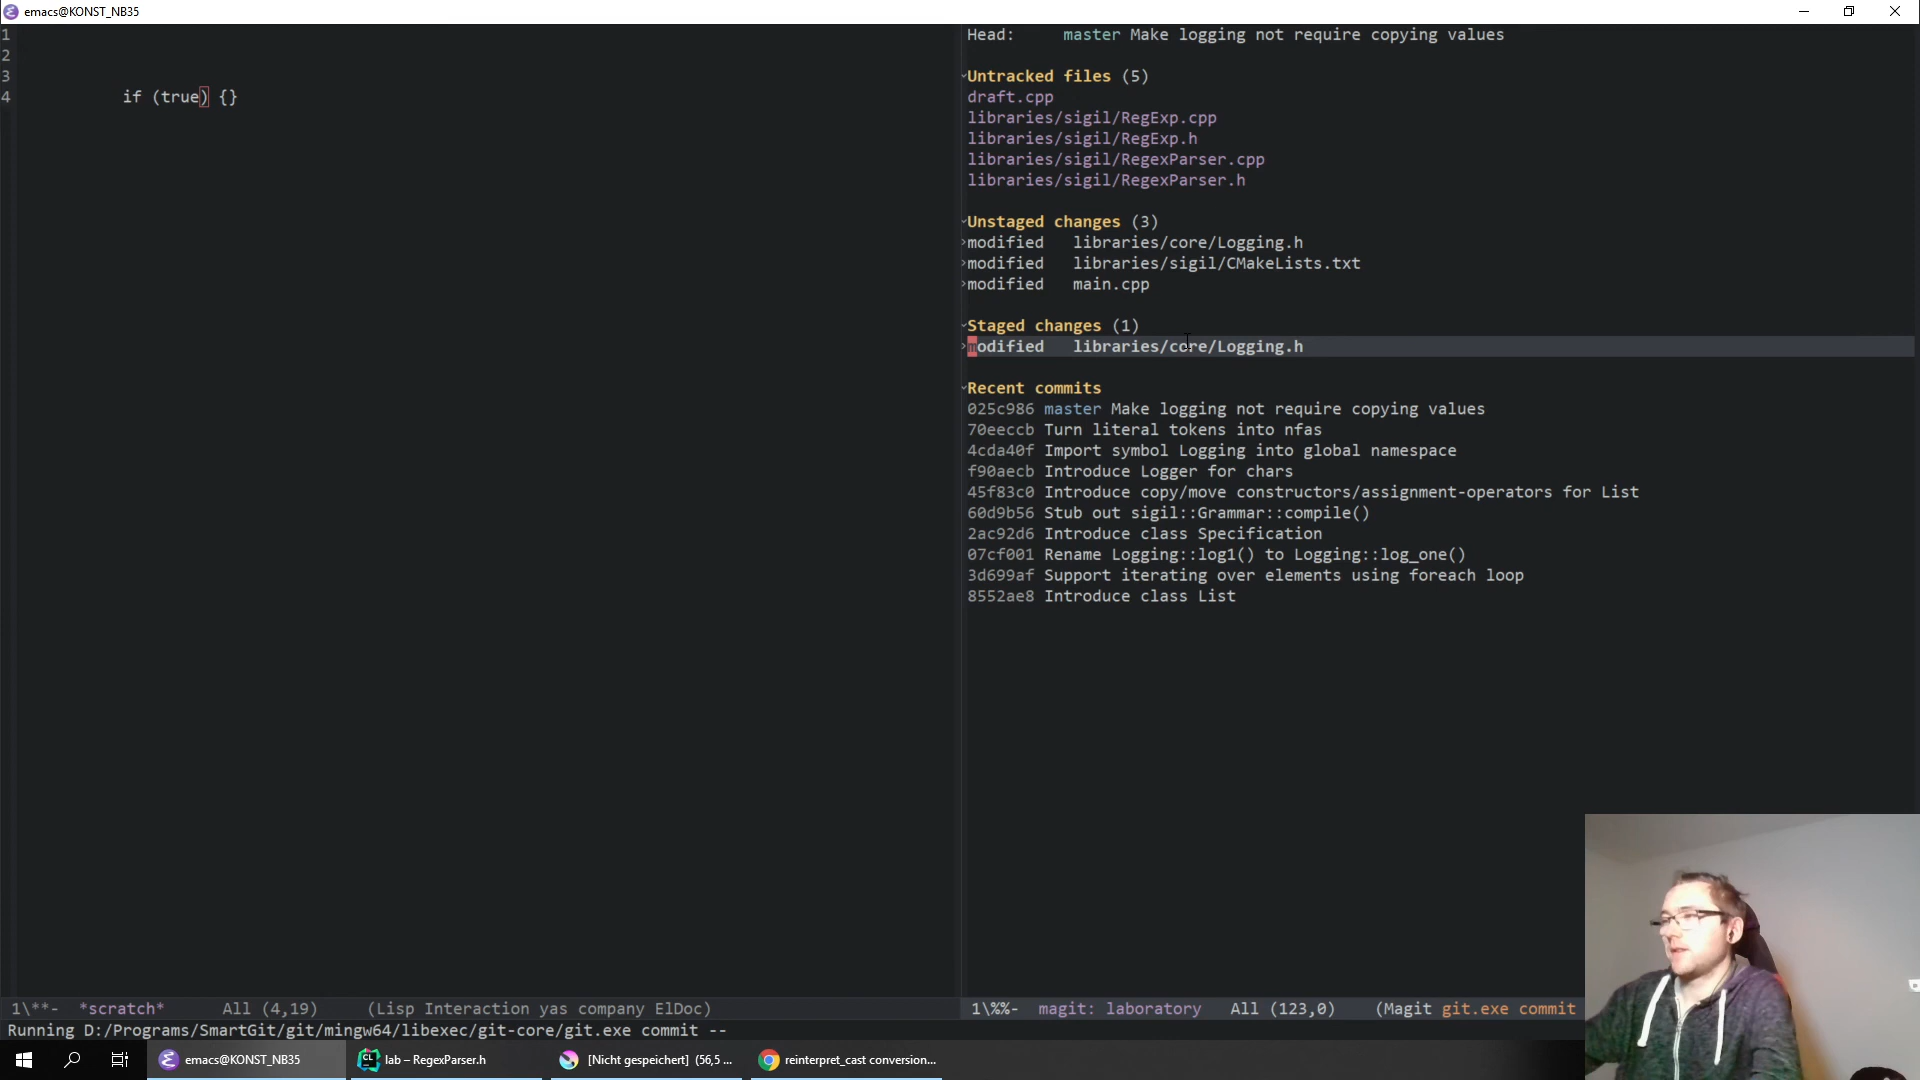 emacs@KONST_NB35
1
2
3
4 if (true) {}
Head: master Make logging not require copying values
Untracked files (5)
draft.cpp
libraries/sigil/RegExp.cpp
libraries/sigil/RegExp.h
libraries/sigil/RegexParser.cpp
libraries/sigil/RegexParser.h
Unstaged changes (3)
modified libraries/core/Logging.h
modified libraries/sigil/CMakeLists.txt
modified main.cpp
Staged changes (1)
modified libraries/core/Logging.h
Recent commits
025c986 master Make logging not require copying values
70eeccb Turn literal tokens into nfas
4cda40f Import symbol Logging into global namespace
f90aecb Introduce Logger for chars
45f83c0 Introduce copy/move constructors/assignment-operators for List
60d9b56 Stub out sigil::Grammar::compile()
2ac92d6 Introduce class Specification
07cf001 Rename Logging::log1() to Logging::log_one()
3d699af Support iterating over elements using foreach loop
8552ae8 Introduce class List
1\**- *scratch* All (4,19) (Lisp Interaction yas company ElDoc)
1\%%- magit: laboratory All (123,0) (Magit git.exe commit
Running D:/Programs/SmartGit/git/mingw64/libexec/git-core/git.exe commit --
emacs@KONST_NB35
lab – RegexParser.h
[Nicht gespeichert] (56,5 ...
reinterpret_cast conversion...